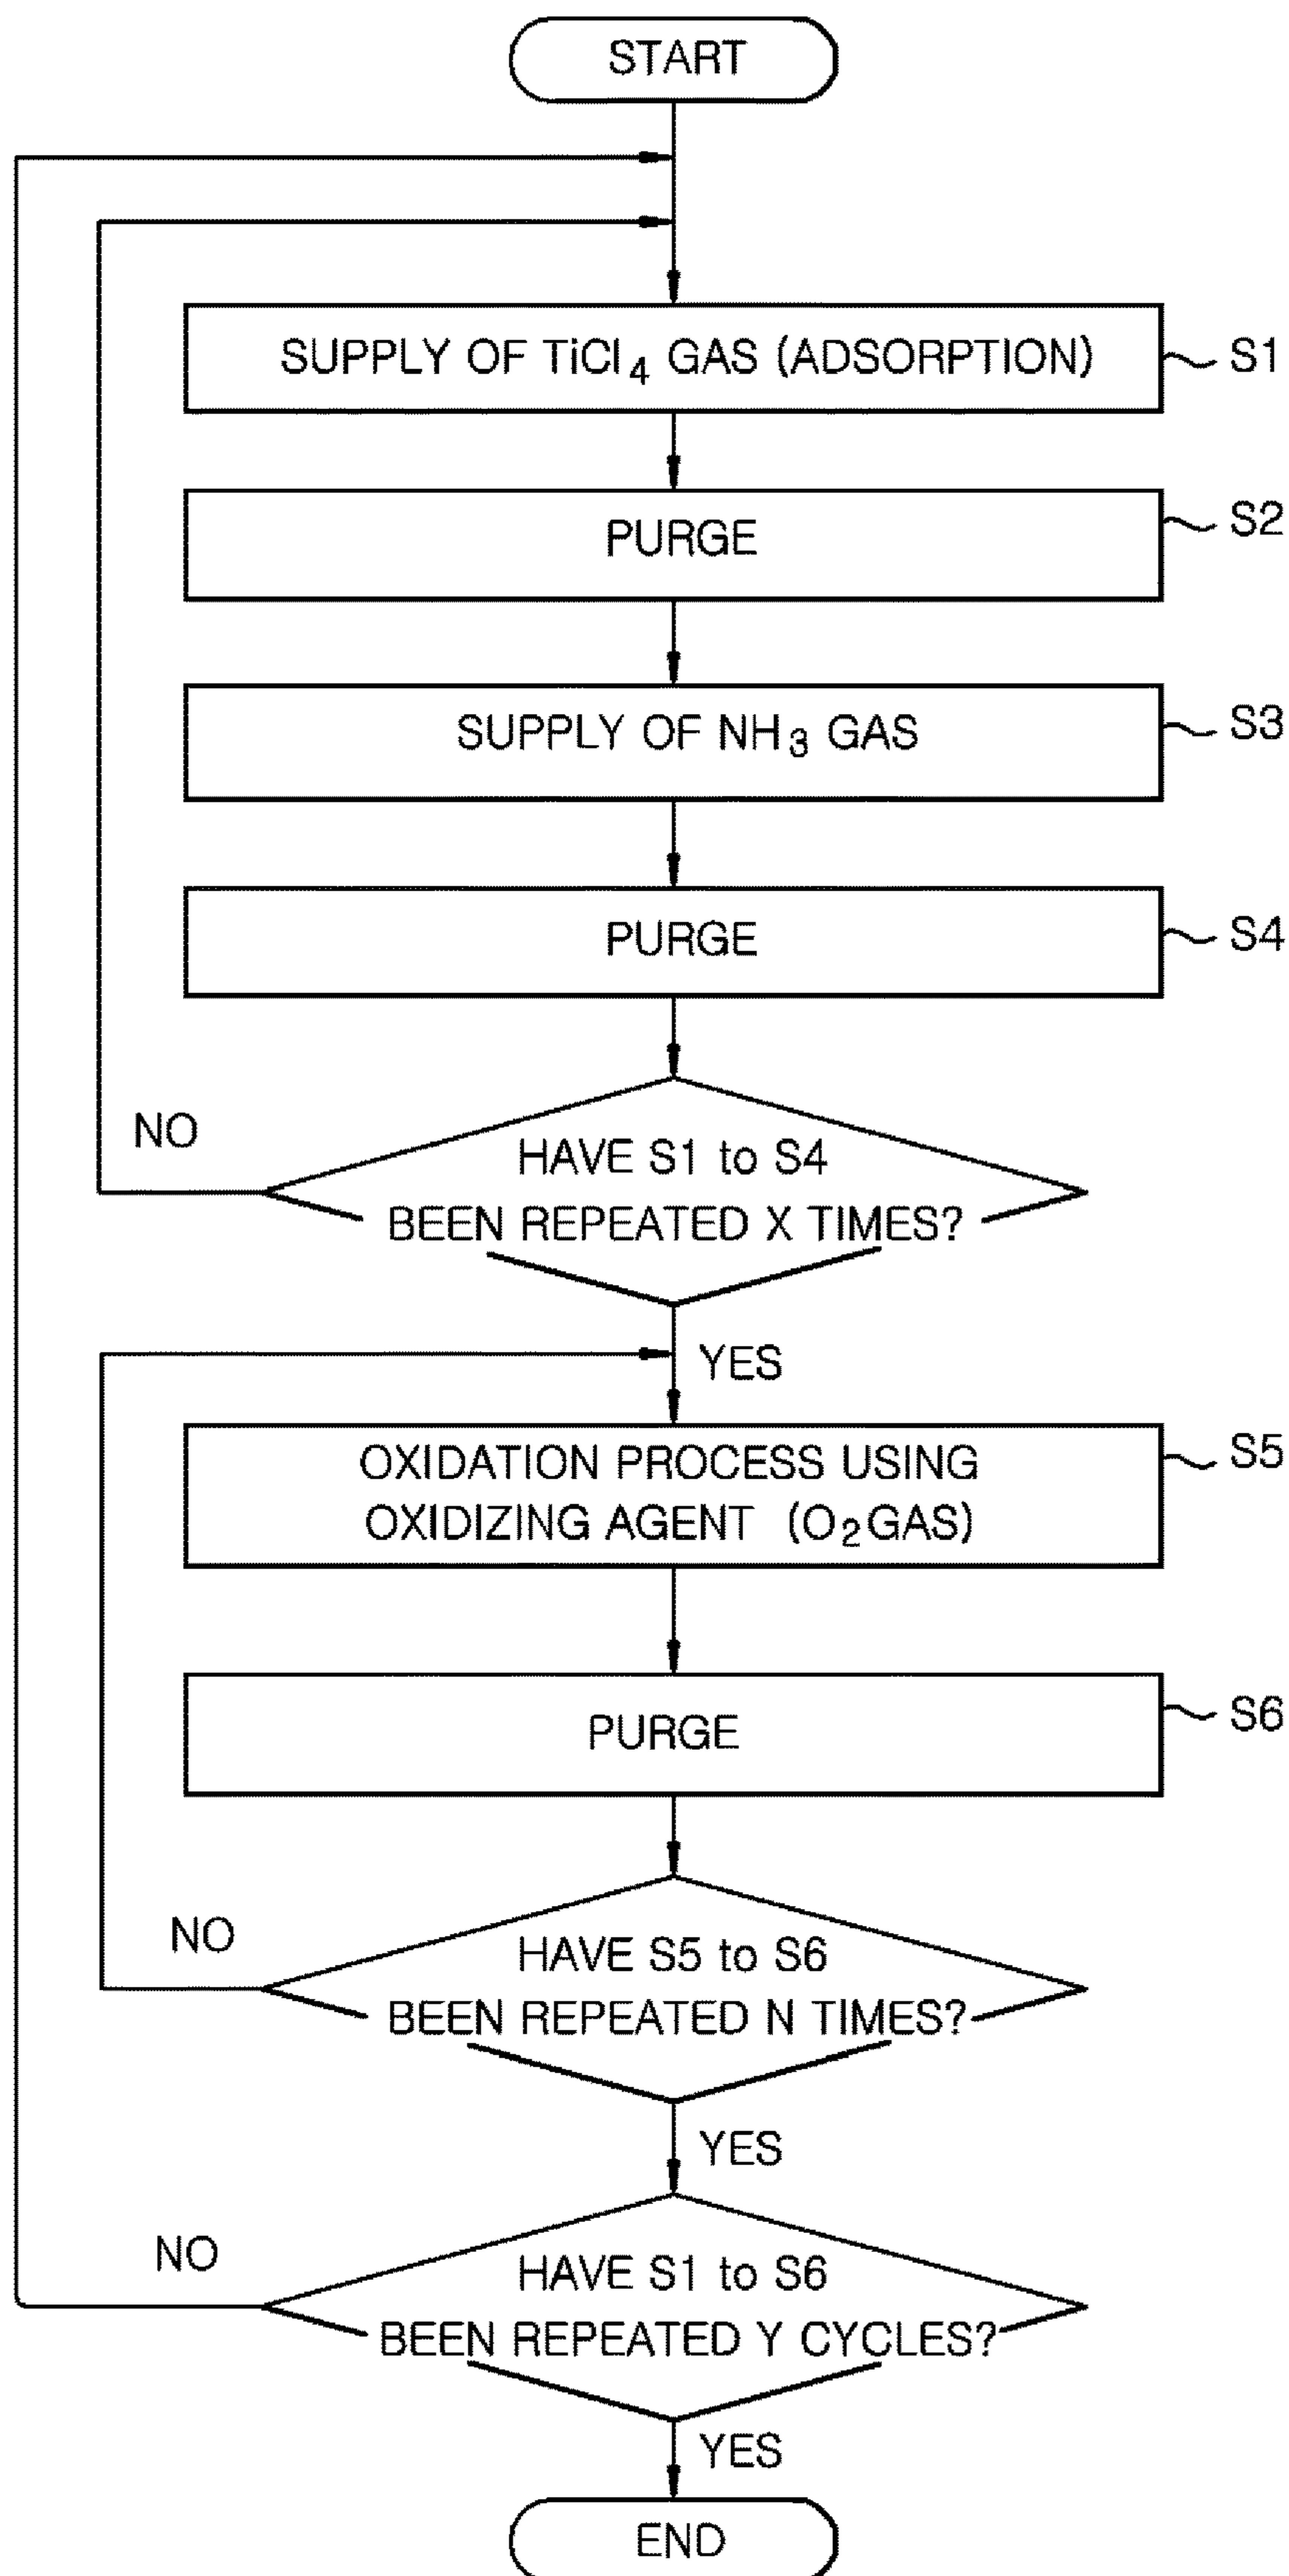 START
SUPPLY OF TiCl4 GAS (ADSORPTION)
S1
PURGE
S2
SUPPLY OF NH3 GAS
S3
PURGE
S4
NO
HAVE S1 to S4
BEEN REPEATED X TIMES?
YES
OXIDATION PROCESS USING
OXIDIZING AGENT (O2GAS)
S5
PURGE
S6
NO
HAVE S5 to S6
BEEN REPEATED N TIMES?
YES
NO
HAVE S1 to S6
BEEN REPEATED Y CYCLES?
YES
END